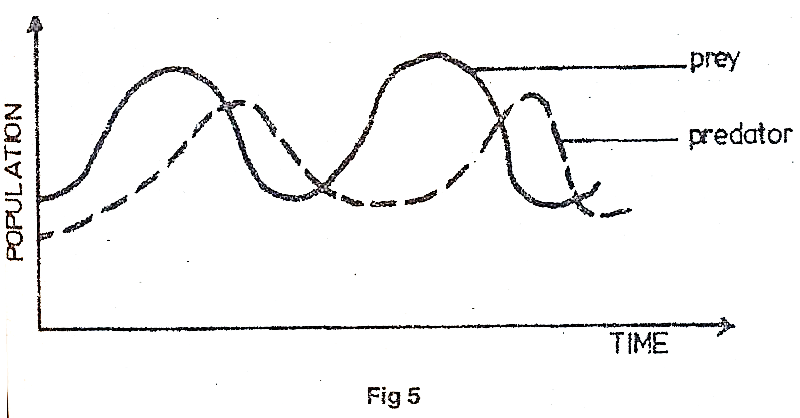 prey
predator
POPULATION
TIME
Fig 5